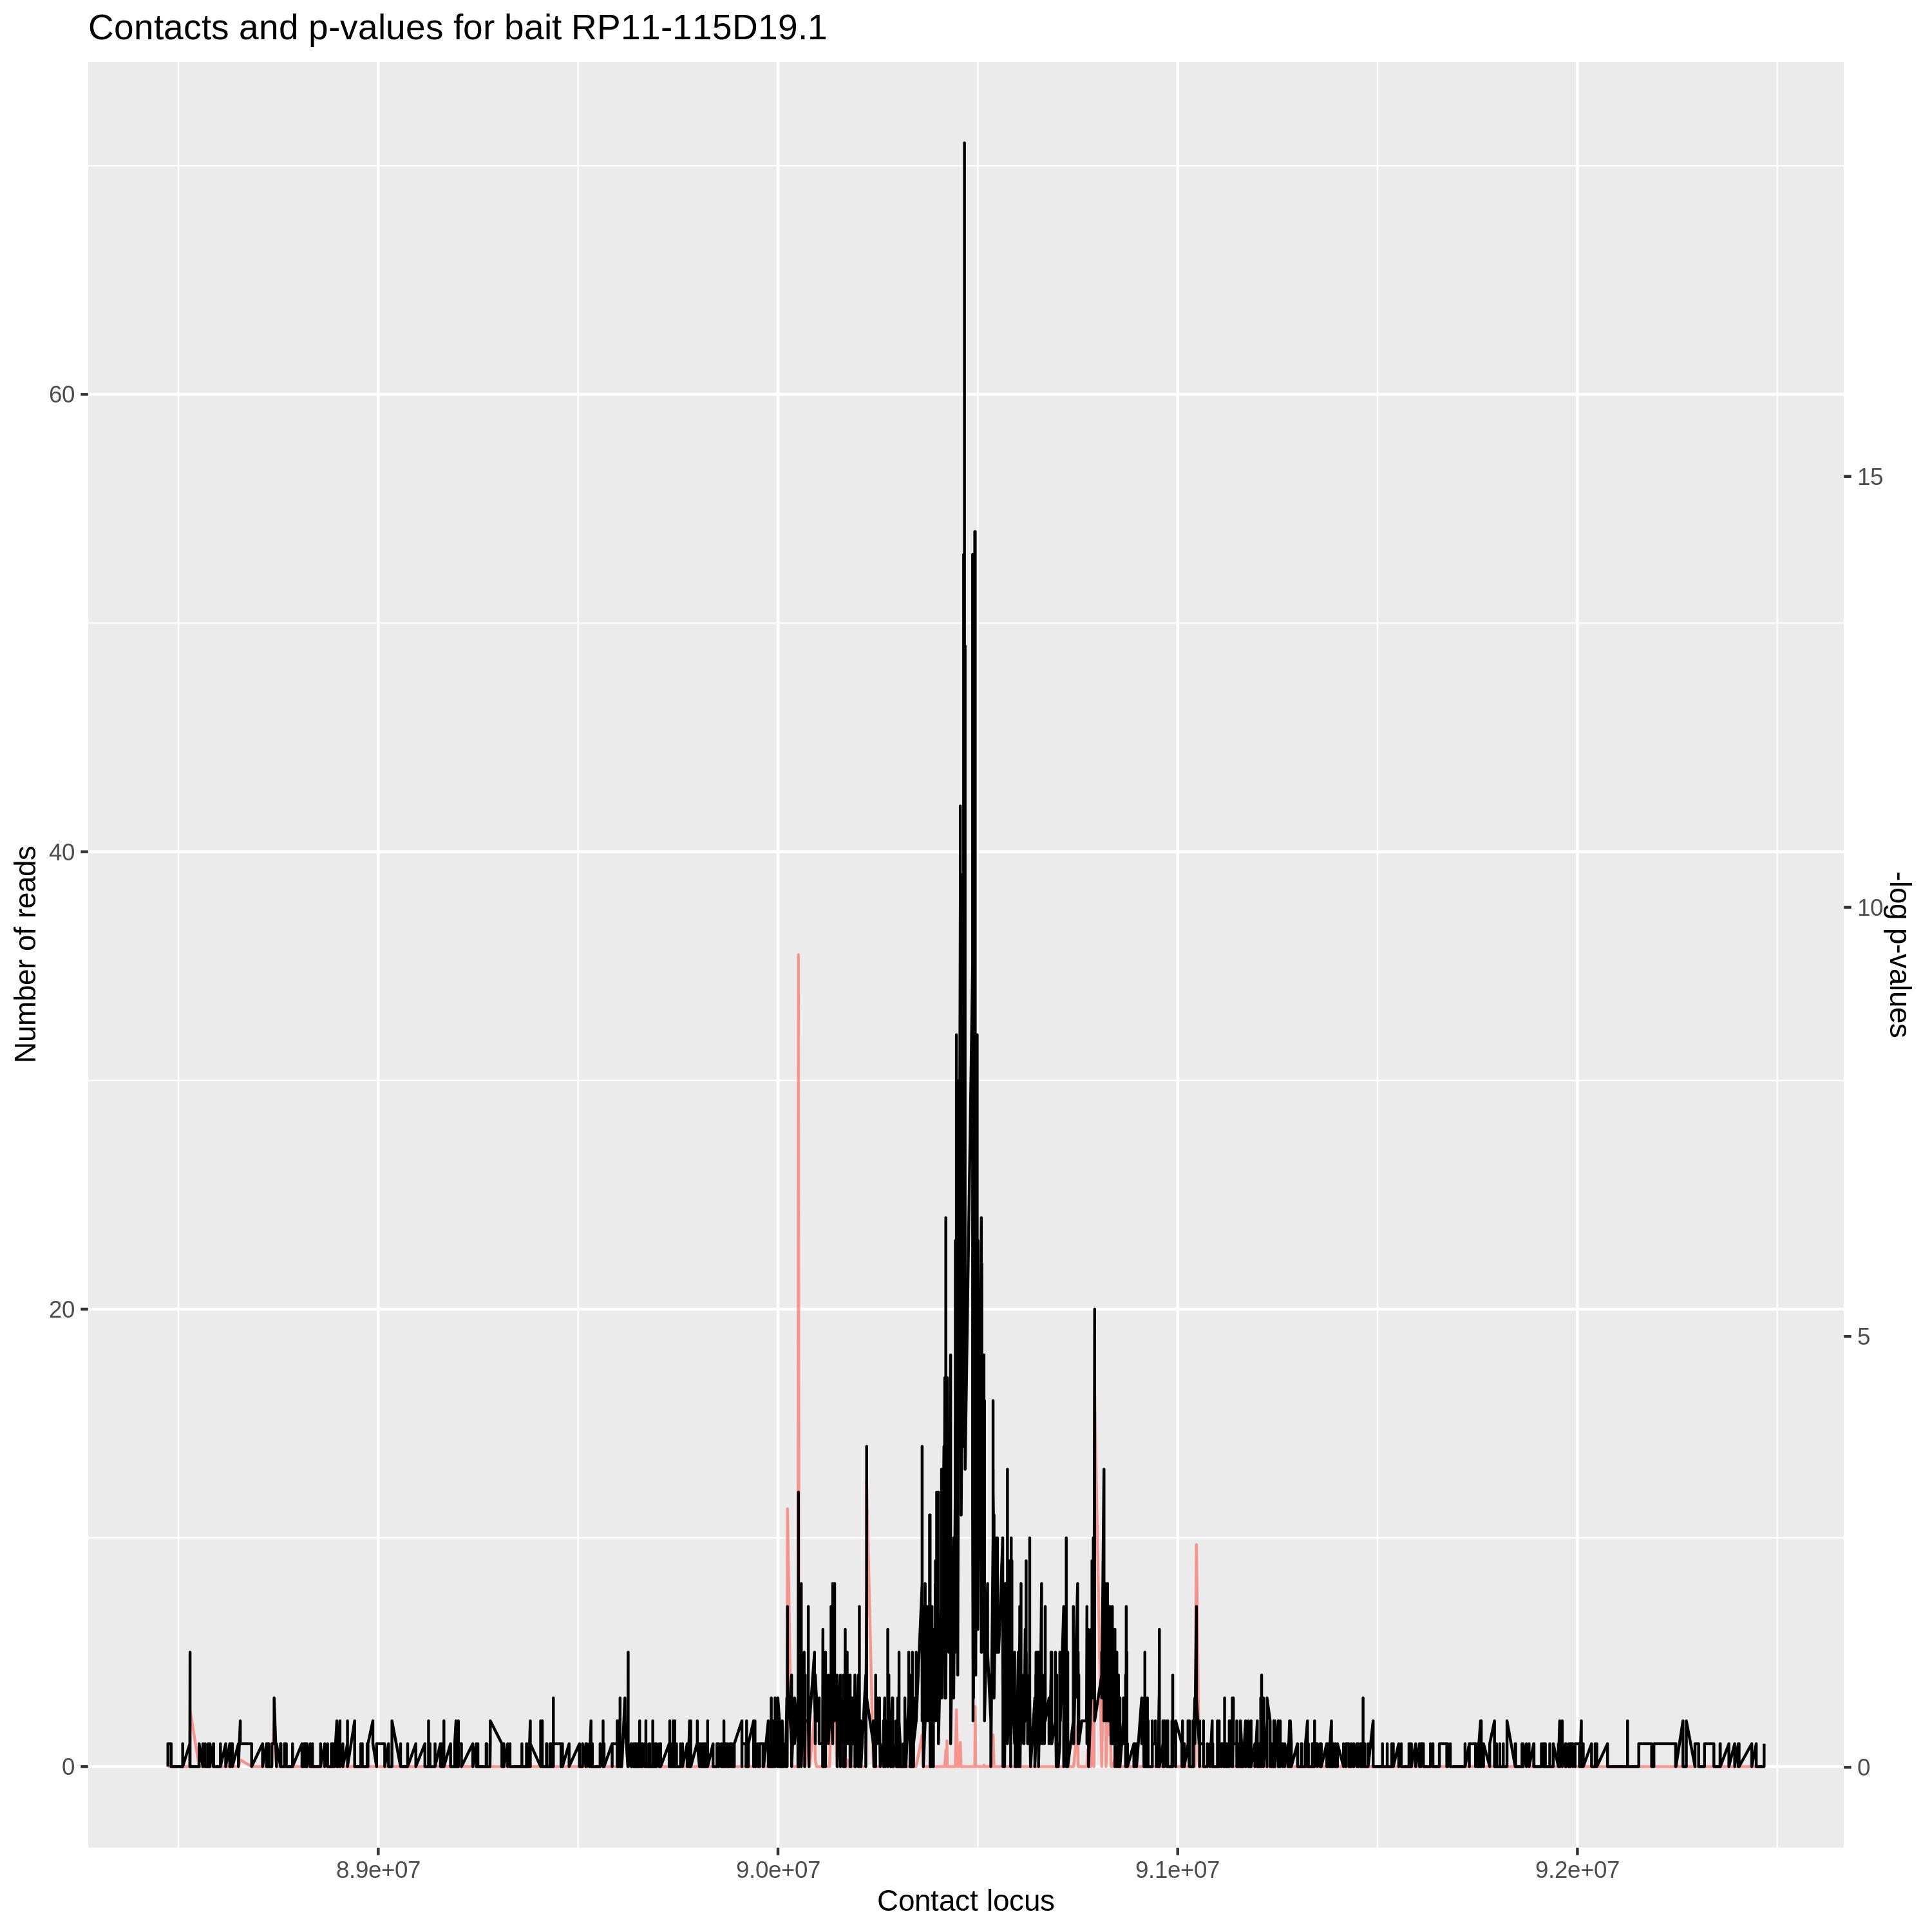 Contacts and p-values for bait RP11-115D19.1
Number of reads
60
40
20
0
15
10
5
0
-log p-values
8.9e+07
9.0e+07
9.1e+07
9.2e+07
Contact locus